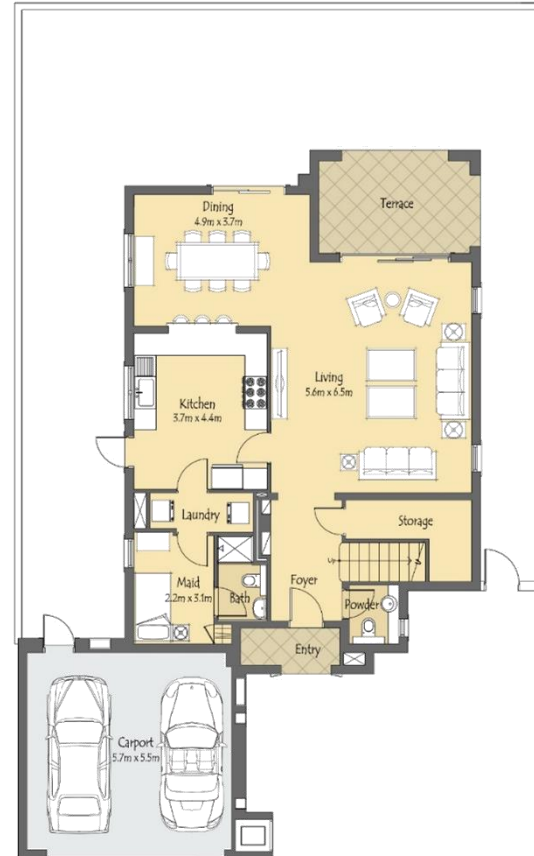 Terrace
Dining
4.9m x 3.7m
Living
5.6m x 6.5m
Kitchen
3.7m x 4.4m
Laundry
Storage
Maid
2.2m x 3.1m
Bath
Foyer
Powder
Entry
Carport
5.7m x 5.5m